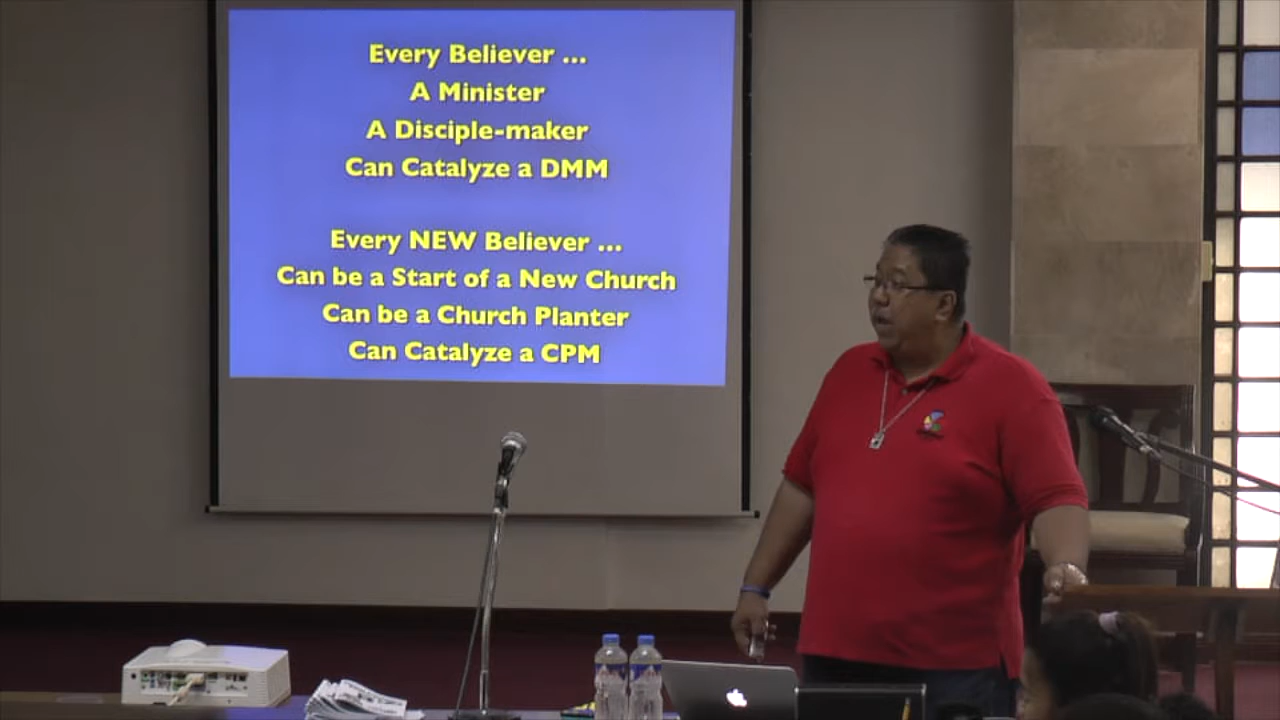 Every Believer ...
A Minister
A Disciple-maker
Can Catalyze a DMM
Every NEW Believer ...
Can be a Start of a New Church
Can be a Church Planter
Can Catalyze a CPM